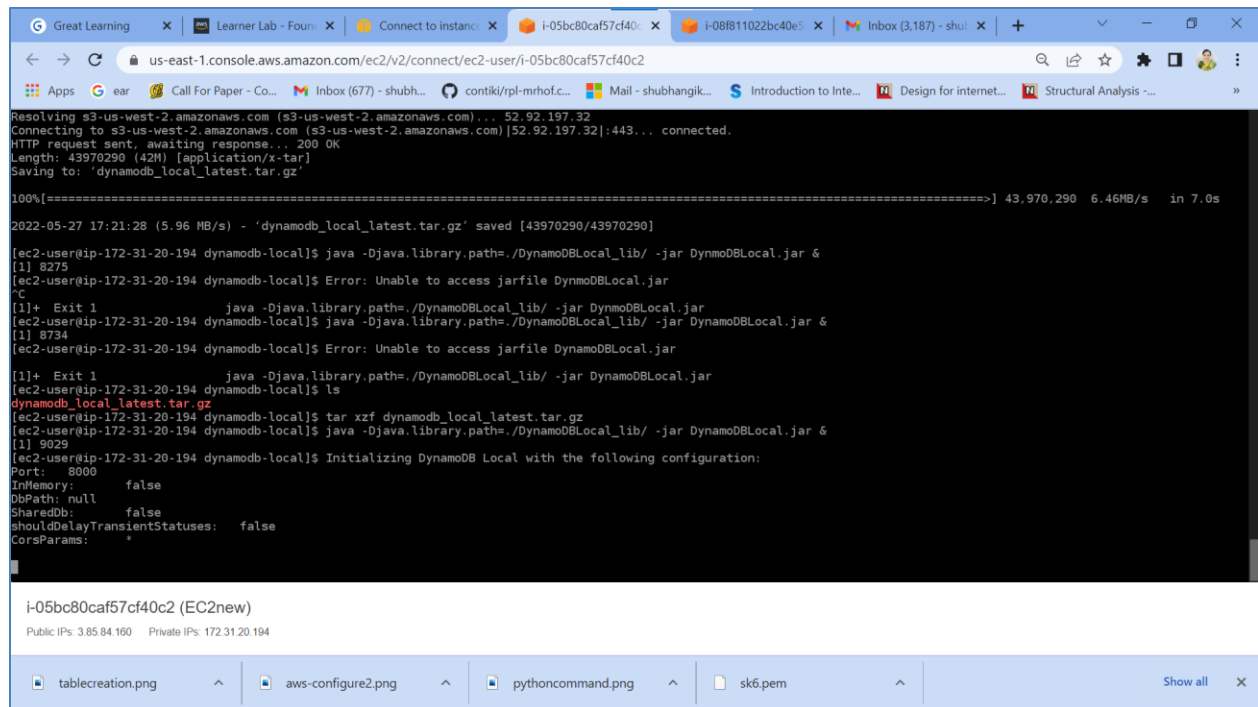 Great Learning
Learner Lab - Foun
Connect to instance
i-05bc80caf57cf40c
i-08f811022bc40e5
Inbox (3,187) - shu
us-east-1.console.aws.amazon.com/ec2/v2/connect/ec2-user/i-05bc80caf57cf40c2
Apps
ear
Call For Paper - Co...
Inbox (677) - shubh...
contiki/rpl-mrhof.c...
Mail - shubhangik...
Introduction to Inte...
Design for internet...
Structural Analysis -...
»
Resolving s3-us-west-2.amazonaws.com (s3-us-west-2.amazonaws.com)... 52.92.197.32
Connecting to s3-us-west-2.amazonaws.com (s3-us-west-2.amazonaws.com)|52.92.197.32|:443... connected.
HTTP request sent, awaiting response... 200 OK
Length: 43970290 (42M) [application/x-tar]
Saving to: ‘dynamodb_local_latest.tar.gz’
100%[=====================================================================================================================>] 43,970,290 6.46MB/s in 7.0s
2022-05-27 17:21:28 (5.96 MB/s) - ‘dynamodb_local_latest.tar.gz’ saved [43970290/43970290]
[ec2-user@ip-172-31-20-194 dynamodb-local]$ java -Djava.library.path=./DynamoDBLocal_lib/ -jar DynmoDBLocal.jar &
[1] 8275
[ec2-user@ip-172-31-20-194 dynamodb-local]$ Error: Unable to access jarfile DynmoDBLocal.jar
^C
[1]+ Exit 1 java -Djava.library.path=./DynamoDBLocal_lib/ -jar DynmoDBLocal.jar
[ec2-user@ip-172-31-20-194 dynamodb-local]$ java -Djava.library.path=./DynamoDBLocal_lib/ -jar DynamoDBLocal.jar &
[1] 8734
[ec2-user@ip-172-31-20-194 dynamodb-local]$ Error: Unable to access jarfile DynamoDBLocal.jar
[1]+ Exit 1 java -Djava.library.path=./DynamoDBLocal_lib/ -jar DynamoDBLocal.jar
[ec2-user@ip-172-31-20-194 dynamodb-local]$ ls
dynamodb_local_latest.tar.gz
[ec2-user@ip-172-31-20-194 dynamodb-local]$ tar xzf dynamodb_local_latest.tar.gz
[ec2-user@ip-172-31-20-194 dynamodb-local]$ java -Djava.library.path=./DynamoDBLocal_lib/ -jar DynamoDBLocal.jar &
[1] 9029
[ec2-user@ip-172-31-20-194 dynamodb-local]$ Initializing DynamoDB Local with the following configuration:
Port: 8000
InMemory: false
DbPath: null
SharedDb: false
shouldDelayTransientStatuses: false
CorsParams: *
i-05bc80caf57cf40c2 (EC2new)
Public IPs: 3.85.84.160 Private IPs: 172.31.20.194
tablecreation.png
aws-configure2.png
pythoncommand.png
sk6.pem
Show all